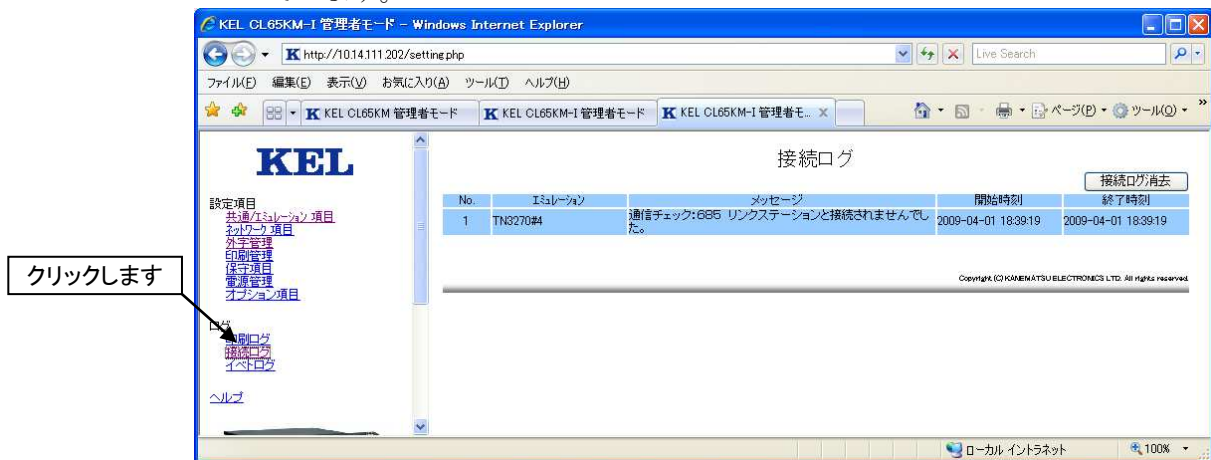 KEL CL65KM-I 管理者モード - Windows Internet Explorer
K http://10.14.111.202/setting.php
Live Search
ファイル(F) 編集(E) 表示(V) お気に入り(A) ツール(T) ヘルプ(H)
K KEL CL65KM 管理者モード K KEL CL65KM-I 管理者モード K KEL CL65KM-I 管理者モ... X ページ(P) ツール(O) »
KEL
設定項目
共通/エミュレーション 項目
ネットワーク 項目
外字管理
印刷管理
保守項目
電源管理
オプション項目
ログ
印刷ログ
接続ログ
イベトログ
ヘルプ
クリックします
接続ログ
接続ログ消去
No. エミュレーション メッセージ 開始時刻 終了時刻
1 TN3270#4 通信チェック:685 リンクステーションと接続されませんでし 2009-04-01 18:39:19 2009-04-01 18:39:19
た。
Copyright (C) KANEMATSU ELECTRONICS LTD. All rights reserved.
ローカル イントラネット 100%